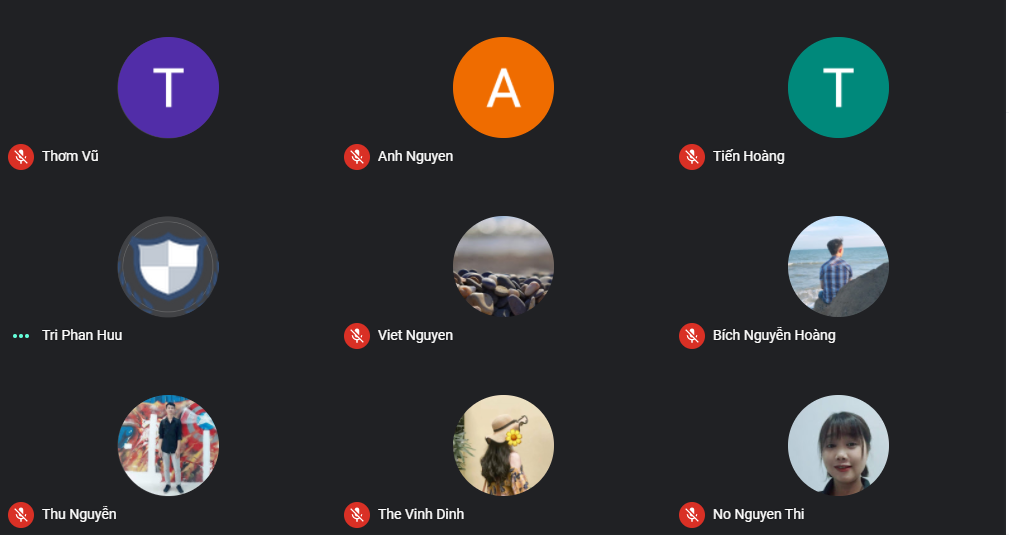 T
A
T
Thơm Vũ
Anh Nguyen
Tiến Hoàng
Tri Phan Huu
Viet Nguyen
Bích Nguyễn Hoàng
Thu Nguyễn
The Vinh Dinh
No Nguyen Thi